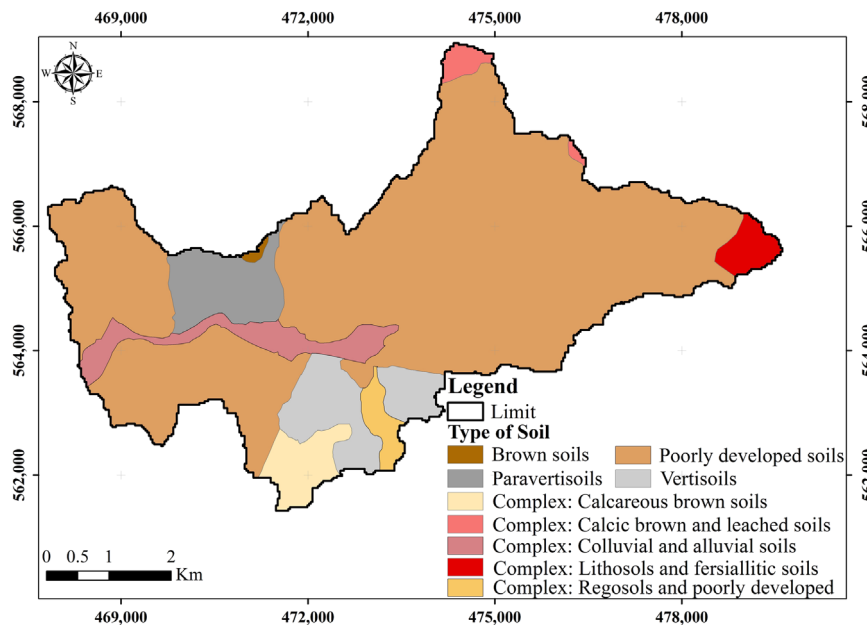 469,000 472,000 475,000 478,000
N
W E
S
568,000 568,000
566,000 566,000
564,000 564,000
562,000 562,000
Legend
Limit
Type of Soil
Brown soils Poorly developed soils
Paravertisoils Vertisoils
Complex: Calcareous brown soils
Complex: Calcic brown and leached soils
Complex: Colluvial and alluvial soils
Complex: Lithosols and fersiallitic soils
Complex: Regosols and poorly developed
0 0.5 1 2
Km
469,000 472,000 475,000 478,000